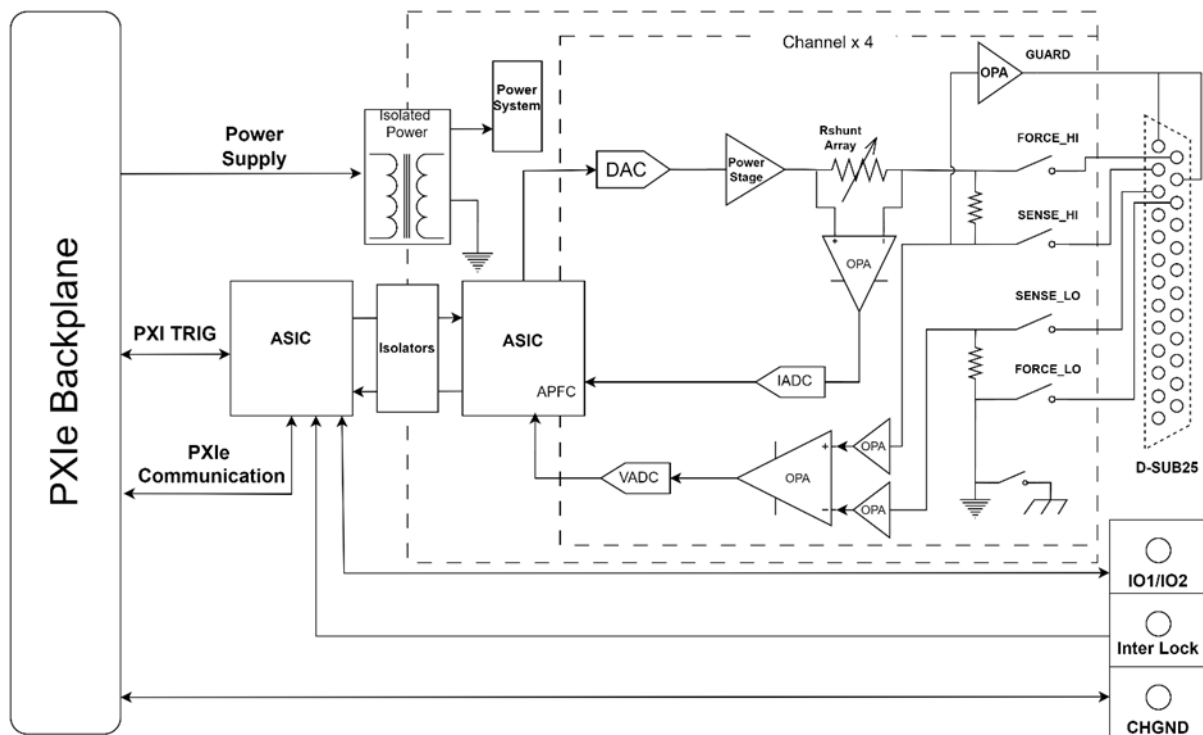 PXIe Backplane
Channel x 4
GUARD
OPA
Power
System
Isolated
Power
Power
Supply
Rshunt
Array
FORCE_HI
DAC
Power
Stage
SENSE_HI
+
-
OPA
SENSE_LO
PXI TRIG
ASIC
Isolators
ASIC
APFC
IADC
FORCE_LO
PXIe
Communication
VADC
OPA
+
-
OPA
OPA
D-SUB25
IO1/IO2
Inter Lock
CHGND